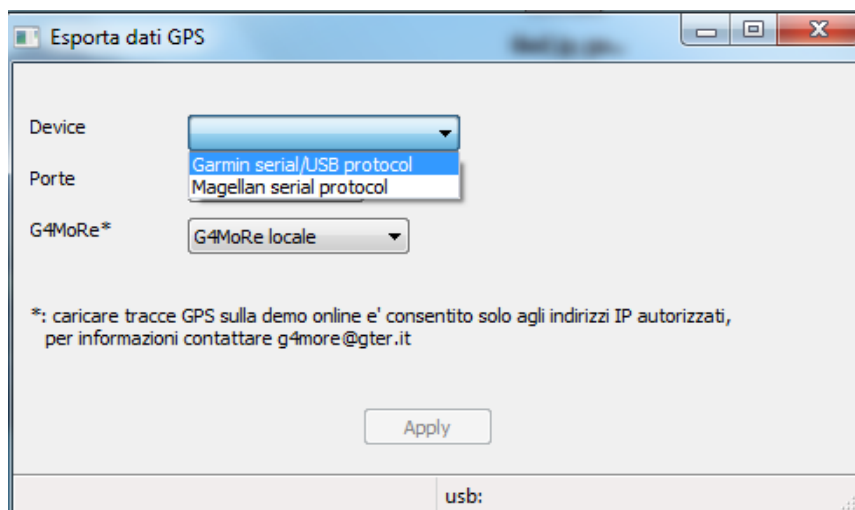 Esporta dati GPS
Device
Garmin serial/USB protocol
Magellan serial protocol
Porte
G4MoRe*
G4MoRe locale
*: caricare tracce GPS sulla demo online e' consentito solo agli indirizzi IP autorizzati,
per informazioni contattare g4more@gter.it
Apply
usb: